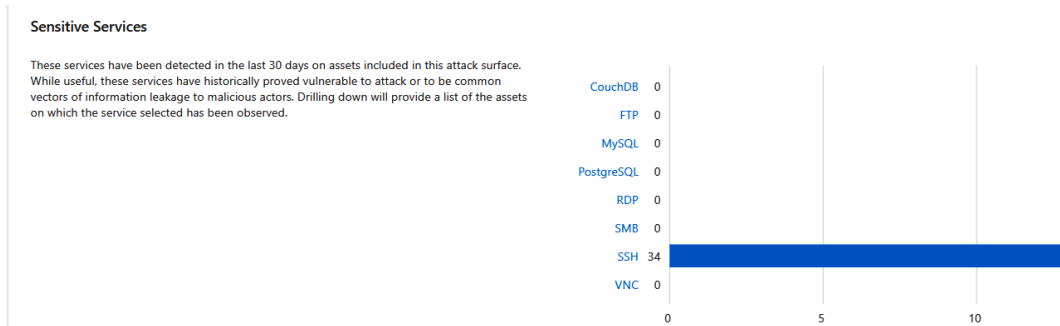 Sensitive Services
These services have been detected in the last 30 days on assets included in this attack surface.
While useful, these services have historically proved vulnerable to attack or to be common
vectors of information leakage to malicious actors. Drilling down will provide a list of the assets
on which the service selected has been observed.
CouchDB 0
FTP 0
MySQL 0
PostgreSQL 0
RDP 0
SMB 0
SSH 34
VNC 0
0 5 10